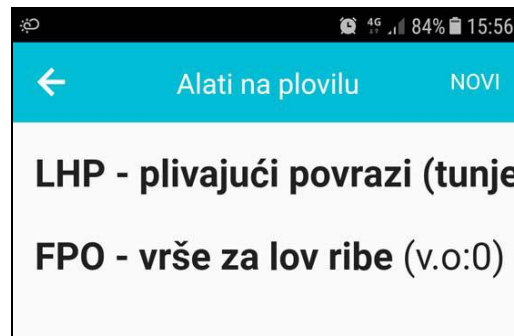 4G 84% 15:56
Alati na plovilu NOVI
LHP - plivajući povrazi (tunje
FPO - vrše za lov ribe (v.o:0)